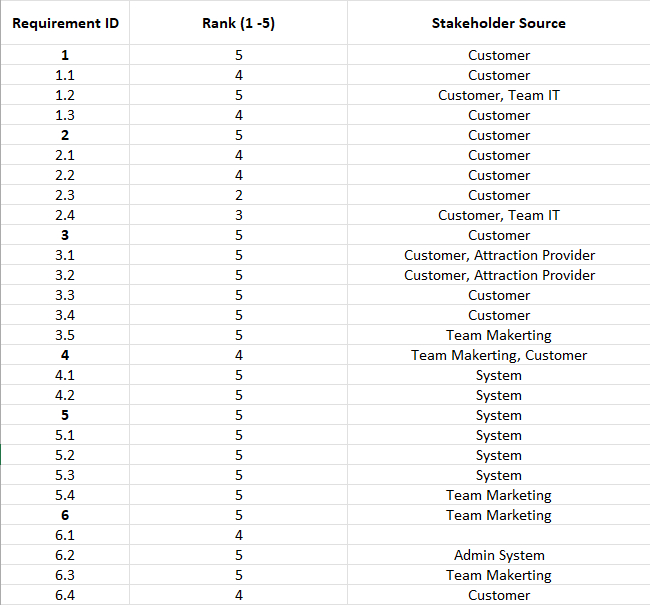 Requirement ID Rank (1 -5) Stakeholder Source
1 5 Customer
1.1 4 Customer
1.2 5 Customer, Team IT
1.3 4 Customer
2 5 Customer
2.1 4 Customer
2.2 4 Customer
2.3 2 Customer
2.4 3 Customer, Team IT
3 5 Customer
3.1 5 Customer, Attraction Provider
3.2 5 Customer, Attraction Provider
3.3 5 Customer
3.4 5 Customer
3.5 5 Team Makerting
4 4 Team Makerting, Customer
4.1 5 System
4.2 5 System
5 5 System
5.1 5 System
5.2 5 System
5.3 5 System
5.4 5 Team Marketing
6 5 Team Marketing
6.1 4
6.2 5 Admin System
6.3 5 Team Makerting
6.4 4 Customer